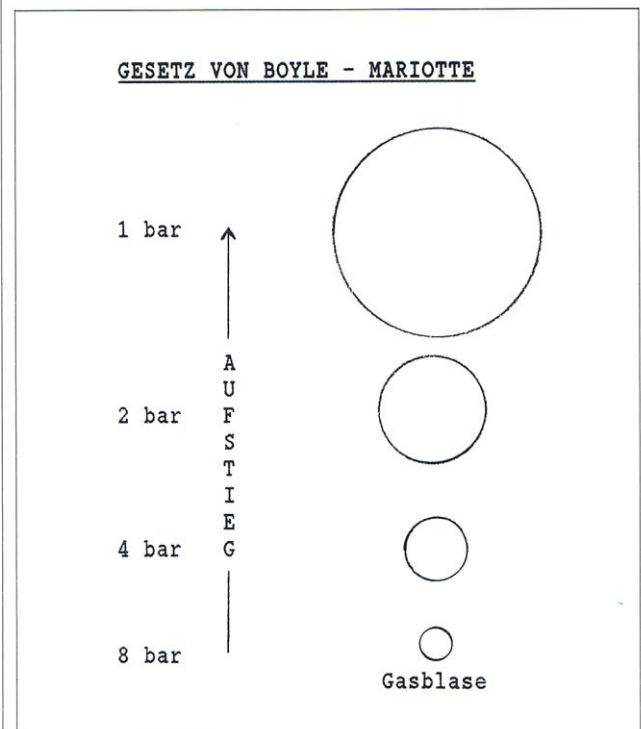 GESETZ VON BOYLE - MARIOTTE
1 bar
AUFSTIEG
2 bar
4 bar
8 bar
Gasblase